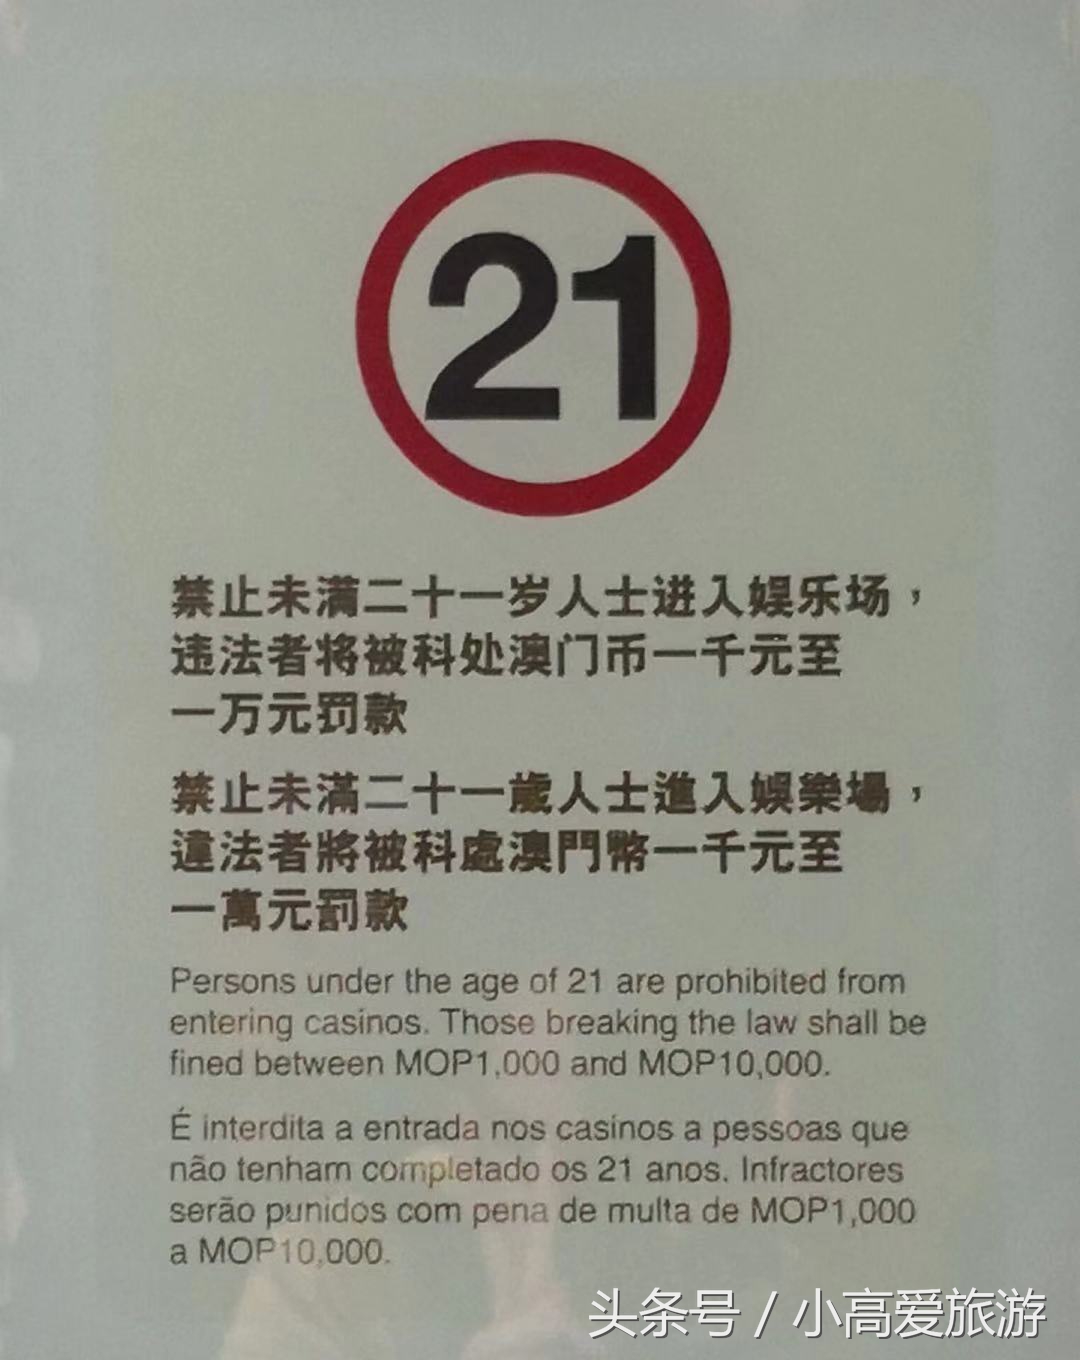 21
禁止未满二十一岁人士进入娱乐场，
违法者将被科处澳门币一千元至
一万元罚款
禁止未滿二十一歲人士進入娛樂場，
違法者將被科處澳門幣一千元至
一萬元罰款
Persons under the age of 21 are prohibited from
entering casinos. Those breaking the law shall be
fined between MOP1,000 and MOP10,000.
É interdita a entrada nos casinos a pessoas que
não tenham completado os 21 anos. Infractores
serão punidos com pena de multa de MOP1,000
a MOP10,000.
头条号 / 小高爱旅游